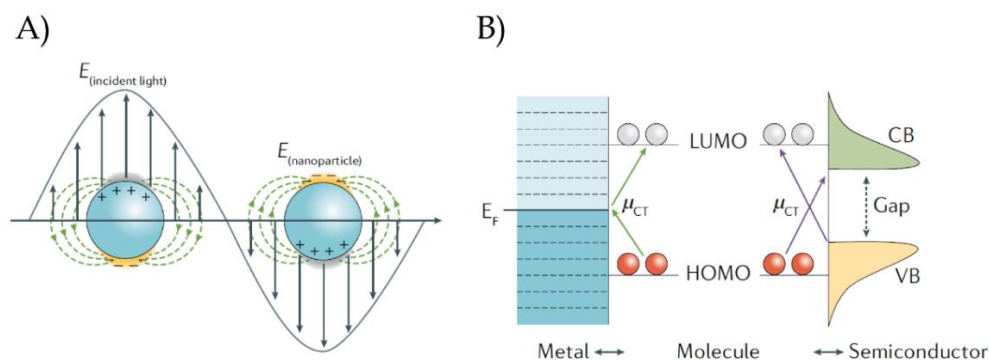 A)
E(incident light)
+ + + +
−
E(nanoparticle)
−
+ + + +
B)
LUMO
CB
EF
μCT
μCT
Gap
HOMO
VB
Metal ↔ Molecule ↔ Semiconductor